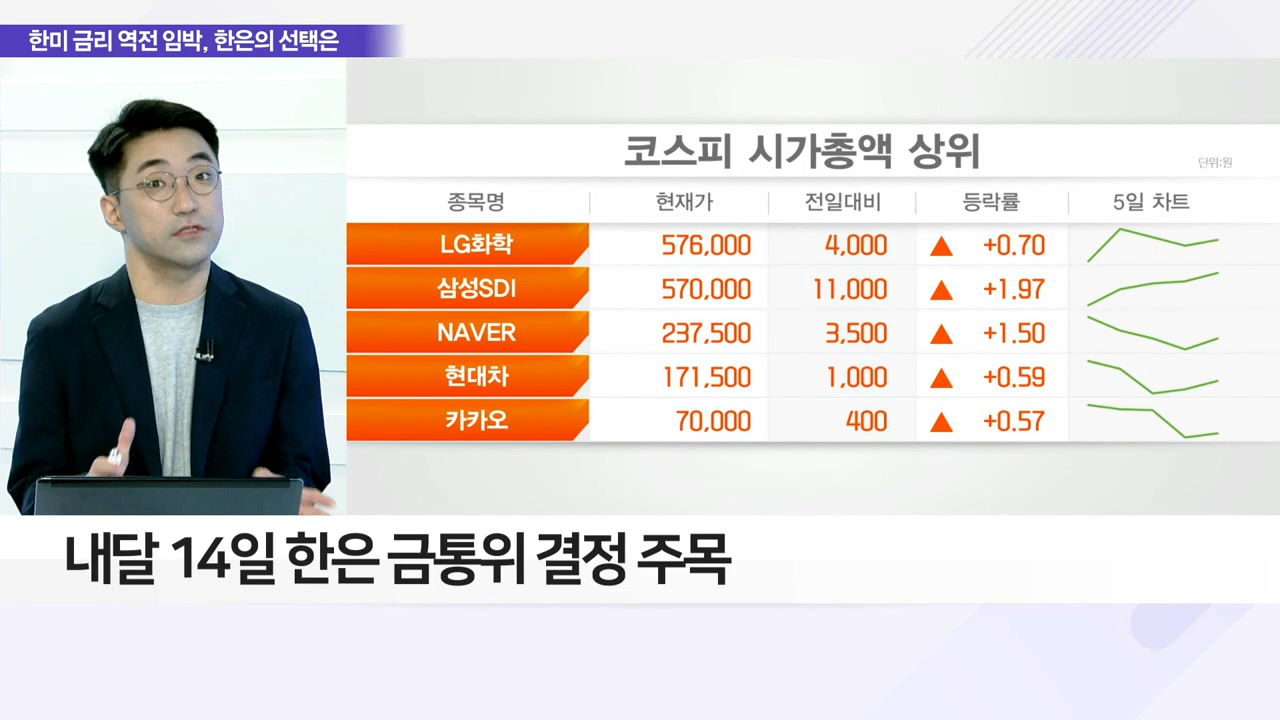 한미 금리 역전 임박, 한은의 선택은
코스피 시가총액 상위
단위:원
종목명 현재가 전일대비 등락률 5일 차트
LG화학 576,000 4,000 ▲ +0.70
삼성SDI 570,000 11,000 ▲ +1.97
NAVER 237,500 3,500 ▲ +1.50
현대차 171,500 1,000 ▲ +0.59
카카오 70,000 400 ▲ +0.57
내달 14일 한은 금통위 결정 주목